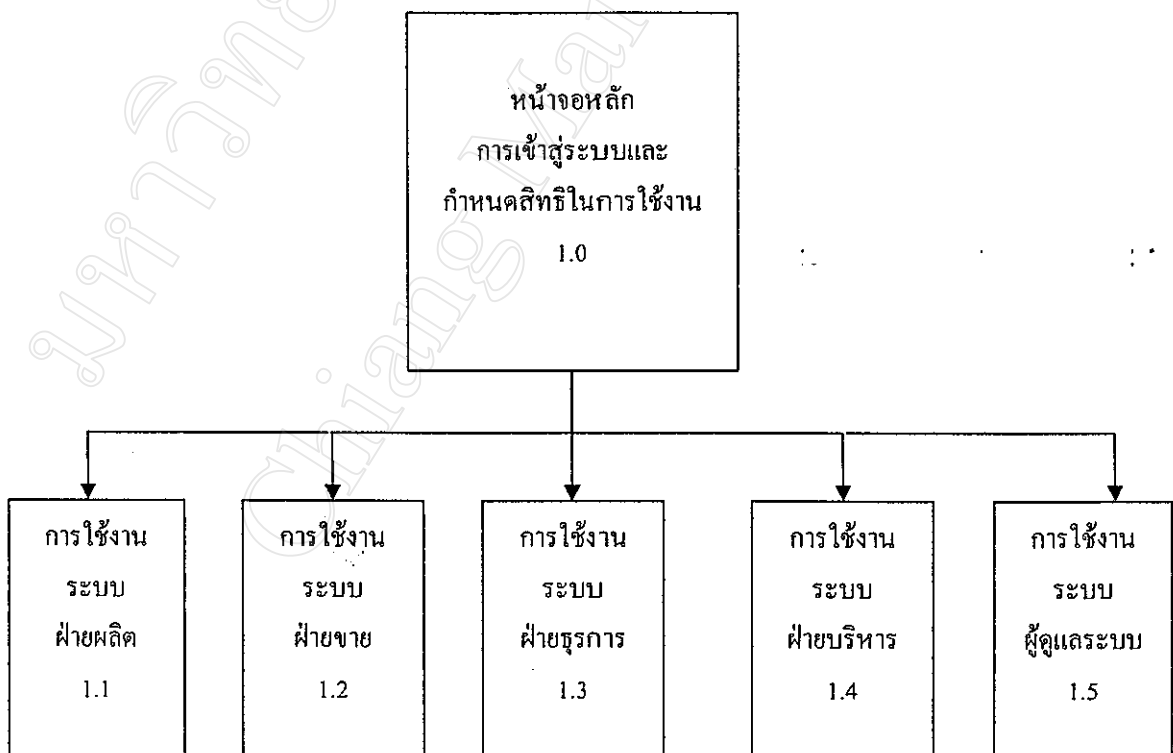 หน้าจอหลัก
การเข้าสู่ระบบและ
กำหนดสิทธิในการใช้งาน
1.0
การใช้งาน
ระบบ
ฝ่ายผลิต
1.1
การใช้งาน
ระบบ
ฝ่ายขาย
1.2
การใช้งาน
ระบบ
ฝ่ายธุรการ
1.3
การใช้งาน
ระบบ
ฝ่ายบริหาร
1.4
การใช้งาน
ระบบ
ผู้ดูแลระบบ
1.5
Chiang Mai